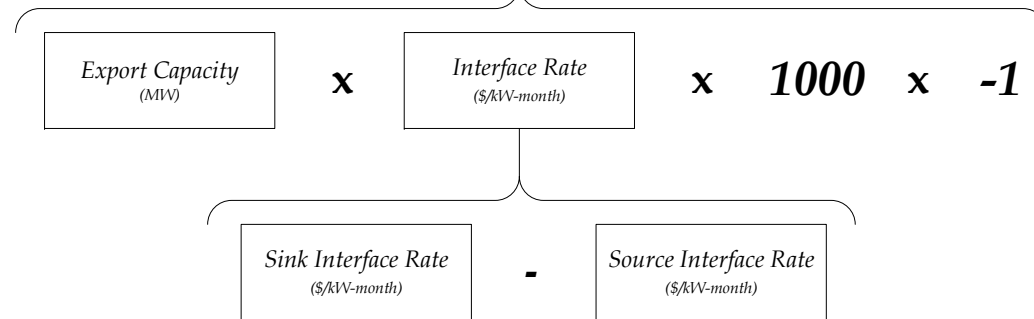 Export Capacity
(MW)
x
Interface Rate
($/kW-month)
x 1000 x -1
Sink Interface Rate
($/kW-month)
-
Source Interface Rate
($/kW-month)